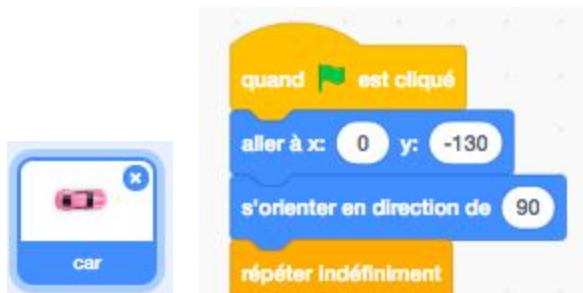 quand est cliqué
aller à x: 0 y: -130
s'orienter en direction de 90
répéter indéfiniment
car